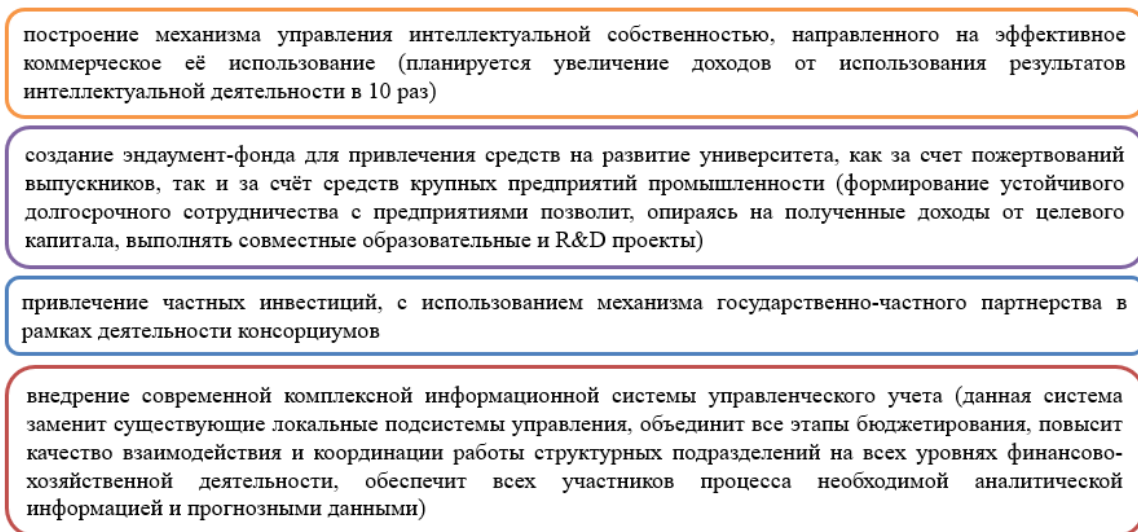 построение механизма управления интеллектуальной собственностью, направленного на эффективное
коммерческое её использование (планируется увеличение доходов от использования результатов
интеллектуальной деятельности в 10 раз)
создание эндаумент-фонда для привлечения средств на развитие университета, как за счет пожертвований
выпускников, так и за счёт средств крупных предприятий промышленности (формирование устойчивого
долгосрочного сотрудничества с предприятиями позволит, опираясь на полученные доходы от целевого
капитала, выполнять совместные образовательные и R&D проекты)
привлечение частных инвестиций, с использованием механизма государственно-частного партнерства в
рамках деятельности консорциумов
внедрение современной комплексной информационной системы управленческого учета (данная система
заменит существующие локальные подсистемы управления, объединит все этапы бюджетирования, повысит
качество взаимодействия и координации работы структурных подразделений на всех уровнях финансово-
хозяйственной деятельности, обеспечит всех участников процесса необходимой аналитической
информацией и прогнозными данными)